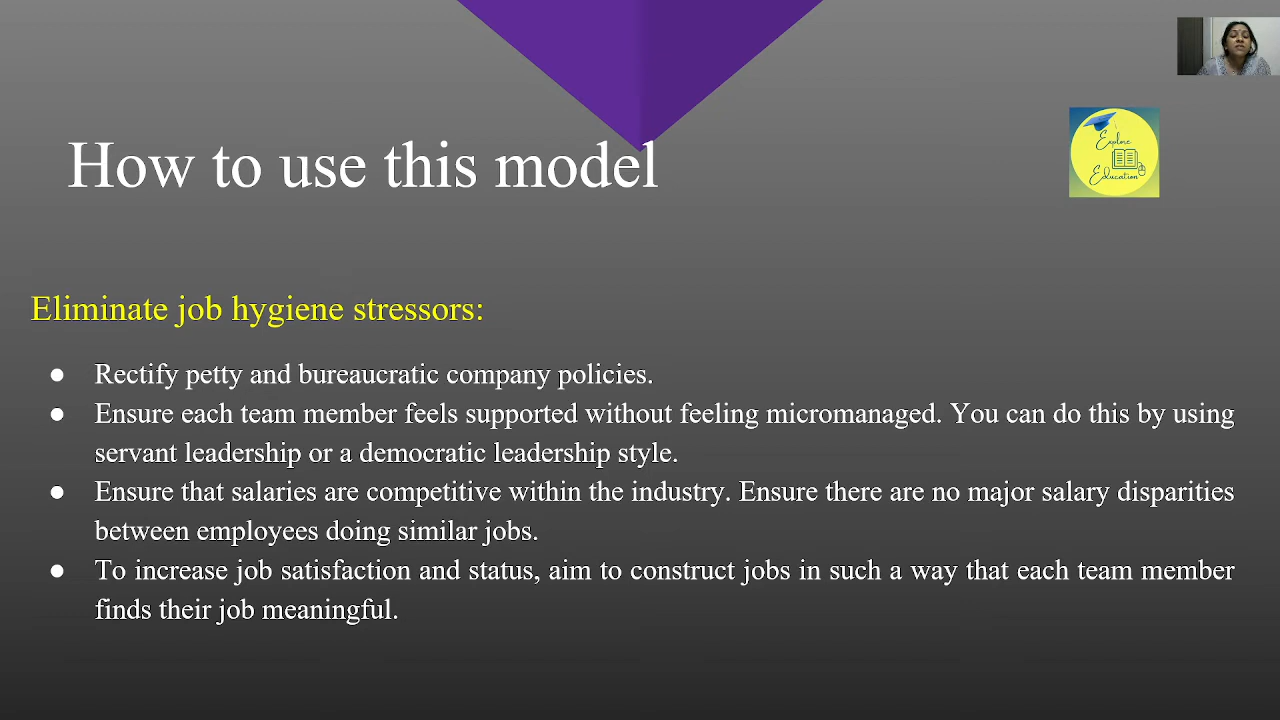 How to use this model
Explore
Education
Eliminate job hygiene stressors:
● Rectify petty and bureaucratic company policies.
● Ensure each team member feels supported without feeling micromanaged. You can do this by using
servant leadership or a democratic leadership style.
● Ensure that salaries are competitive within the industry. Ensure there are no major salary disparities
between employees doing similar jobs.
● To increase job satisfaction and status, aim to construct jobs in such a way that each team member
finds their job meaningful.